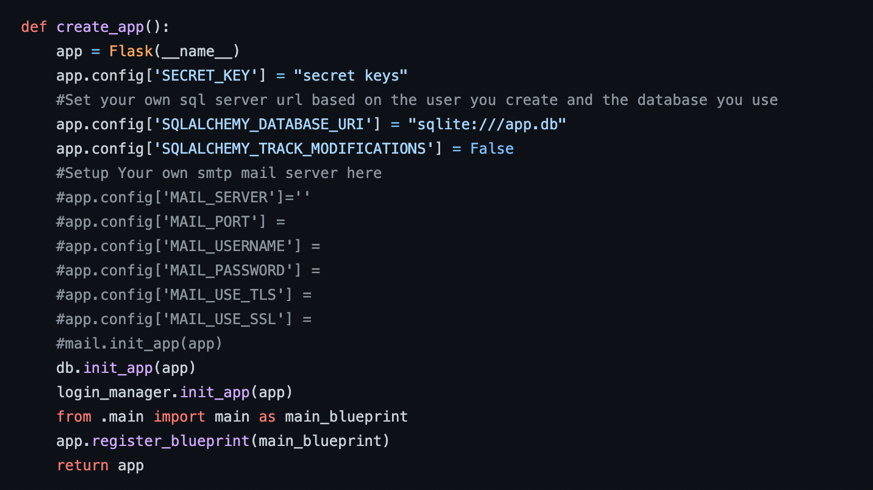 def create_app():
    app = Flask(__name__)
    app.config['SECRET_KEY'] = "secret keys"
    #Set your own sql server url based on the user you create and the database you use
    app.config['SQLALCHEMY_DATABASE_URI'] = "sqlite:///app.db"
    app.config['SQLALCHEMY_TRACK_MODIFICATIONS'] = False
    #Setup Your own smtp mail server here
    #app.config['MAIL_SERVER']=''
    #app.config['MAIL_PORT'] =
    #app.config['MAIL_USERNAME'] =
    #app.config['MAIL_PASSWORD'] =
    #app.config['MAIL_USE_TLS'] =
    #app.config['MAIL_USE_SSL'] =
    #mail.init_app(app)
    db.init_app(app)
    login_manager.init_app(app)
    from .main import main as main_blueprint
    app.register_blueprint(main_blueprint)
    return app